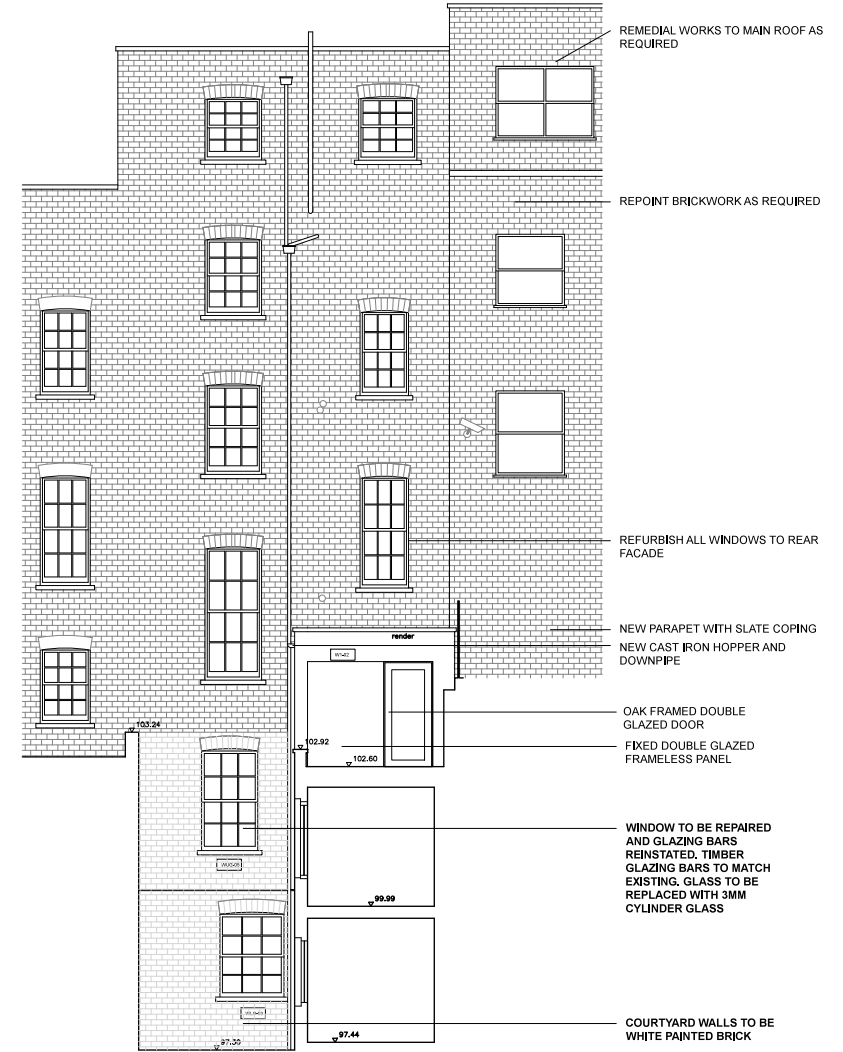 REMEDIAL WORKS TO MAIN ROOF AS
REQUIRED
REPOINT BRICKWORK AS REQUIRED
REFURBISH ALL WINDOWS TO REAR
FACADE
NEW PARAPET WITH SLATE COPING
render
NEW CAST IRON HOPPER AND
DOWNPIPE
W1-02
OAK FRAMED DOUBLE
GLAZED DOOR
103.24
102.92
FIXED DOUBLE GLAZED
FRAMELESS PANEL
102.60
WINDOW TO BE REPAIRED
AND GLAZING BARS
REINSTATED. TIMBER
GLAZING BARS TO MATCH
EXISTING. GLASS TO BE
REPLACED WITH 3MM
CYLINDER GLASS
99.99
COURTYARD WALLS TO BE
WHITE PAINTED BRICK
97.44
97.30